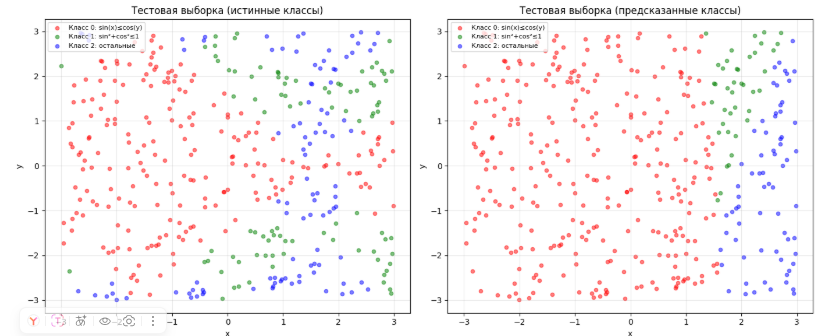 Тестовая выборка (истинные классы)
Класс 0: sin(x)≤cos(y)
Класс 1: sin²+cos²≤1
Класс 2: остальные
3
2
1
0
−1
−2
−3
y
−2
−1
0
1
2
3
x
Тестовая выборка (предсказанные классы)
Класс 0: sin(x)≤cos(y)
Класс 1: sin²+cos²≤1
Класс 2: остальные
3
2
1
0
−1
−2
−3
y
−3
−2
−1
0
1
2
3
x